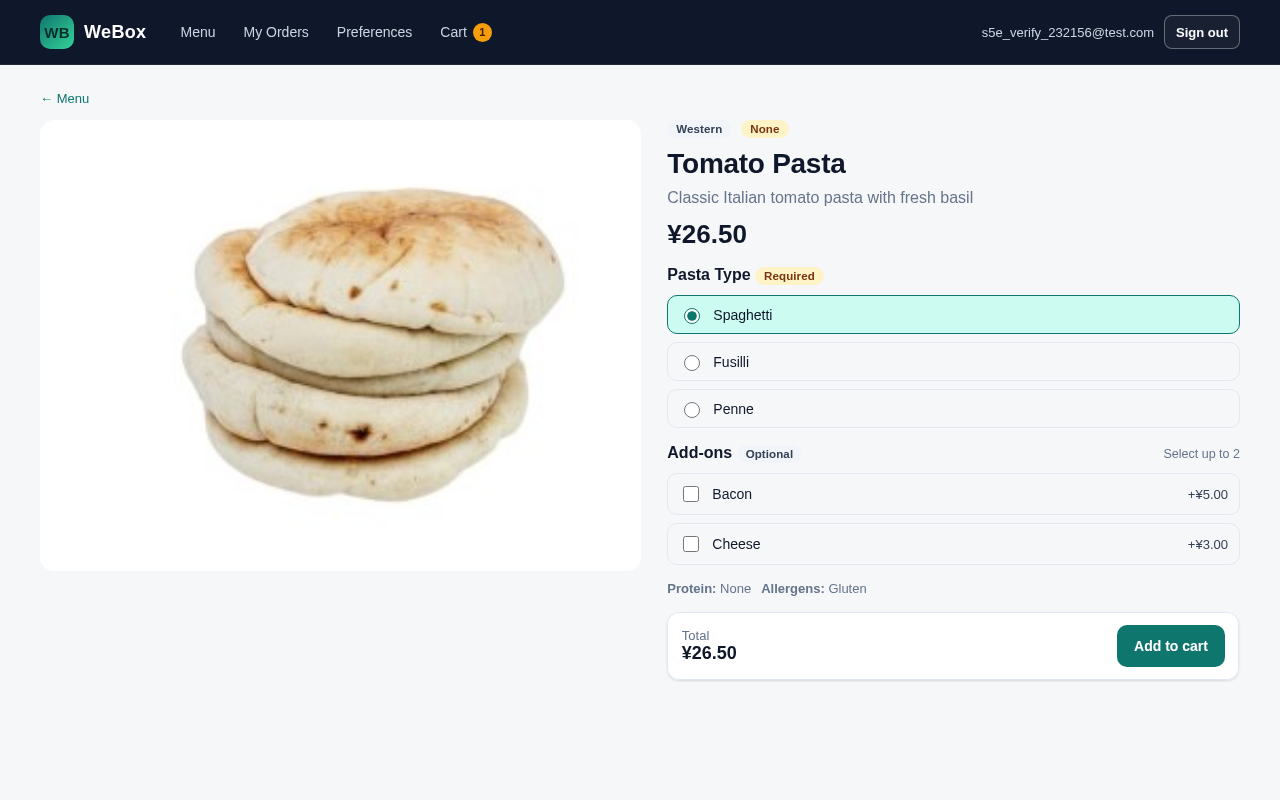 WB WeBox Menu My Orders Preferences Cart 1 s5e_verify_232156@test.com Sign out
← Menu
Western None
Tomato Pasta
Classic Italian tomato pasta with fresh basil
¥26.50
Pasta Type Required
Spaghetti
Fusilli
Penne
Add-ons Optional Select up to 2
Bacon +¥5.00
Cheese +¥3.00
Protein: None Allergens: Gluten
Total
¥26.50
Add to cart